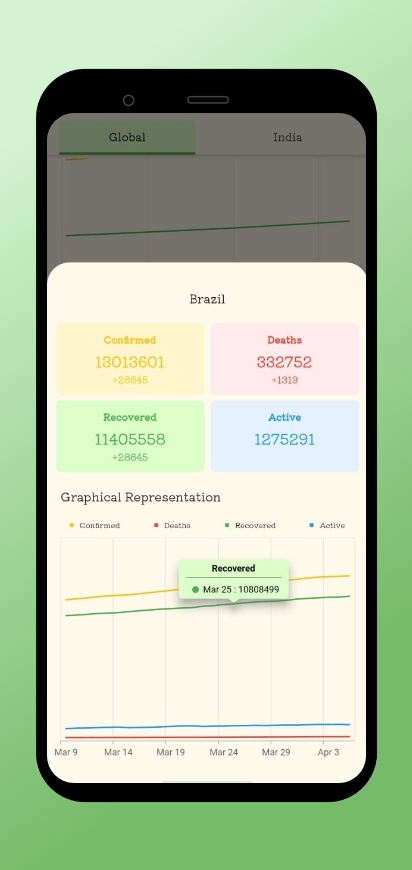 Global India
Brazil
Confirmed Deaths
13013601 332752
+28645 +1319
Recovered Active
11405558 1275291
+28645
Graphical Representation
Confirmed Deaths Recovered Active
Recovered
Mar 25 : 10808499
Mar 9 Mar 14 Mar 19 Mar 24 Mar 29 Apr 3